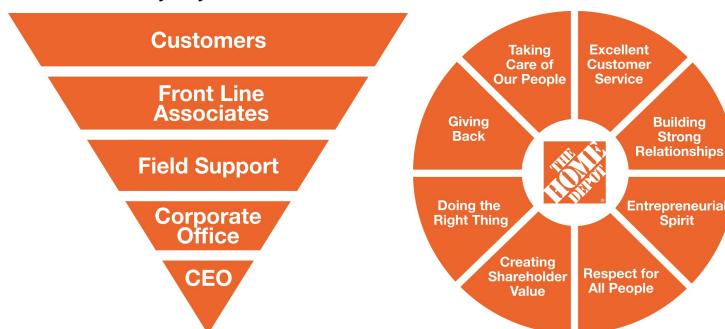 Customers
Front Line
Associates
Field Support
Corporate
Office
CEO
Taking
Care of
Our People
Excellent
Customer
Service
Building
Strong
Relationships
Entrepreneurial
Spirit
Respect for
All People
Creating
Shareholder
Value
Doing the
Right Thing
Giving
Back
THE
HOME
DEPOT